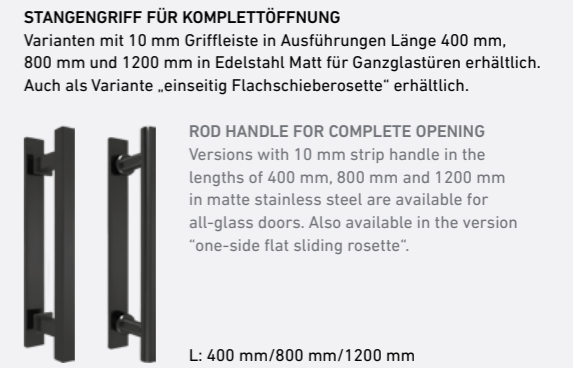 STANGENGRIFF FÜR KOMPLETTÖFFNUNG
Varianten mit 10 mm Griffleiste in Ausführungen Länge 400 mm,
800 mm und 1200 mm in Edelstahl Matt für Ganzglastüren erhältlich.
Auch als Variante „einseitig Flachschieberosette“ erhältlich.
ROD HANDLE FOR COMPLETE OPENING
Versions with 10 mm strip handle in the
lengths of 400 mm, 800 mm and 1200 mm
in matte stainless steel are available for
all-glass doors. Also available in the version
“one-side flat sliding rosette“.
L: 400 mm/800 mm/1200 mm